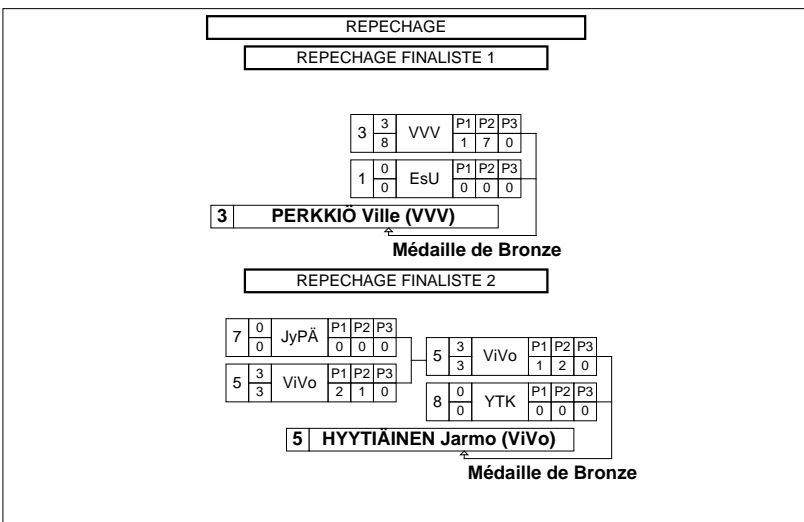 REPECHAGE
REPECHAGE FINALISTE 1
3 3 VVV P1 P2 P3
8 1 7 0
1 0 EsU P1 P2 P3
0 0 0 0
3 PERKKIÖ Ville (VVV)
Médaille de Bronze
REPECHAGE FINALISTE 2
7 0 JyPÄ P1 P2 P3
0 0 0 0
5 3 ViVo P1 P2 P3
3 2 1 0
5 3 ViVo P1 P2 P3
3 1 2 0
8 0 YTK P1 P2 P3
0 0 0 0
5 HYYTIÄINEN Jarmo (ViVo)
Médaille de Bronze